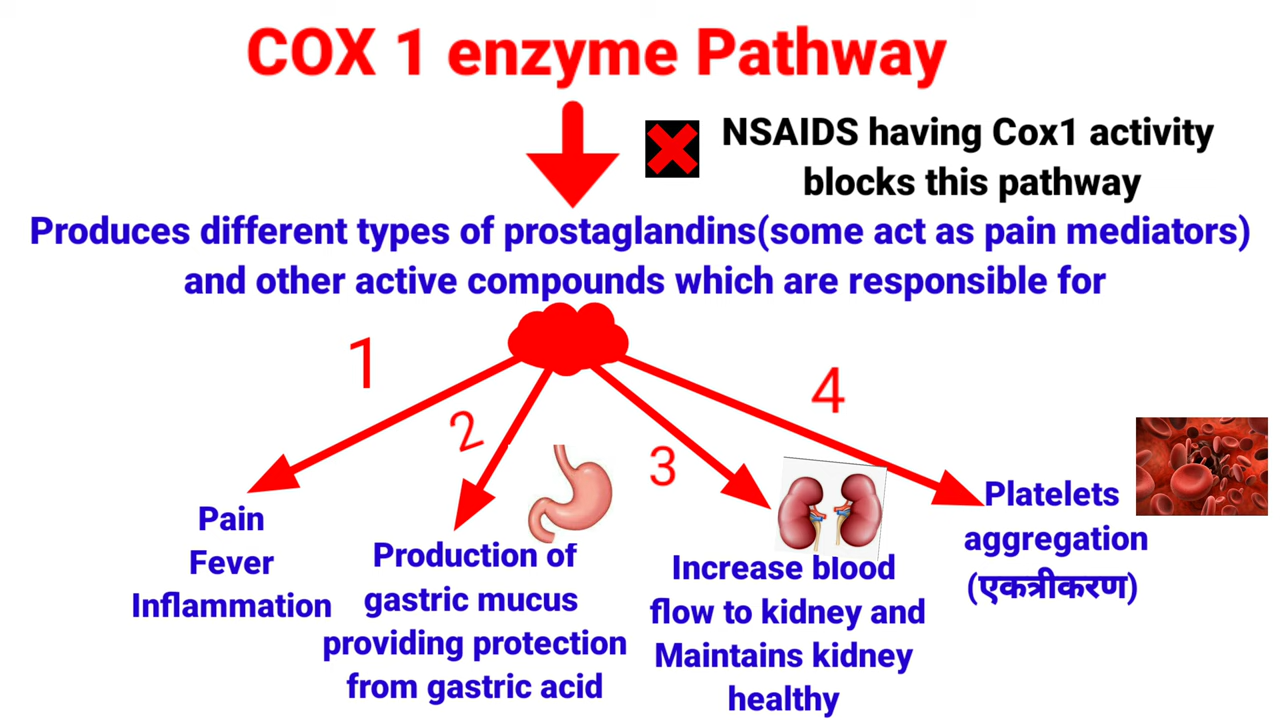 COX 1 enzyme Pathway
NSAIDS having Cox1 activity
blocks this pathway
Produces different types of prostaglandins(some act as pain mediators)
and other active compounds which are responsible for
1
2
3
4
Pain
Fever
Inflammation
Production of
gastric mucus
providing protection
from gastric acid
Increase blood
flow to kidney and
Maintains kidney
healthy
Platelets
aggregation
(एकत्रीकरण)